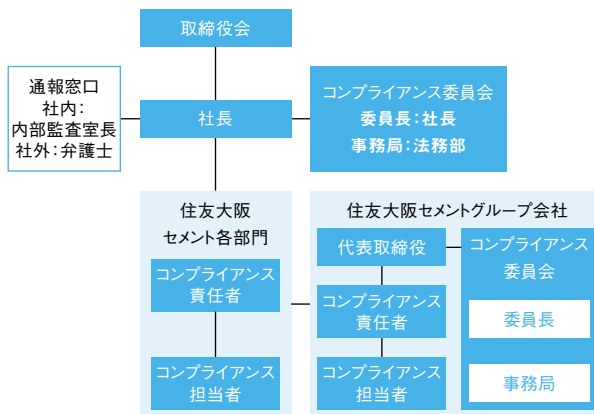 取締役会
通報窓口
社内：
内部監査室長
社外：弁護士
社長
コンプライアンス委員会
委員長：社長
事務局：法務部
住友大阪
セメント各部門
コンプライアンス
責任者
コンプライアンス
担当者
住友大阪セメントグループ会社
代表取締役
コンプライアンス
責任者
コンプライアンス
担当者
コンプライアンス
委員会
委員長
事務局